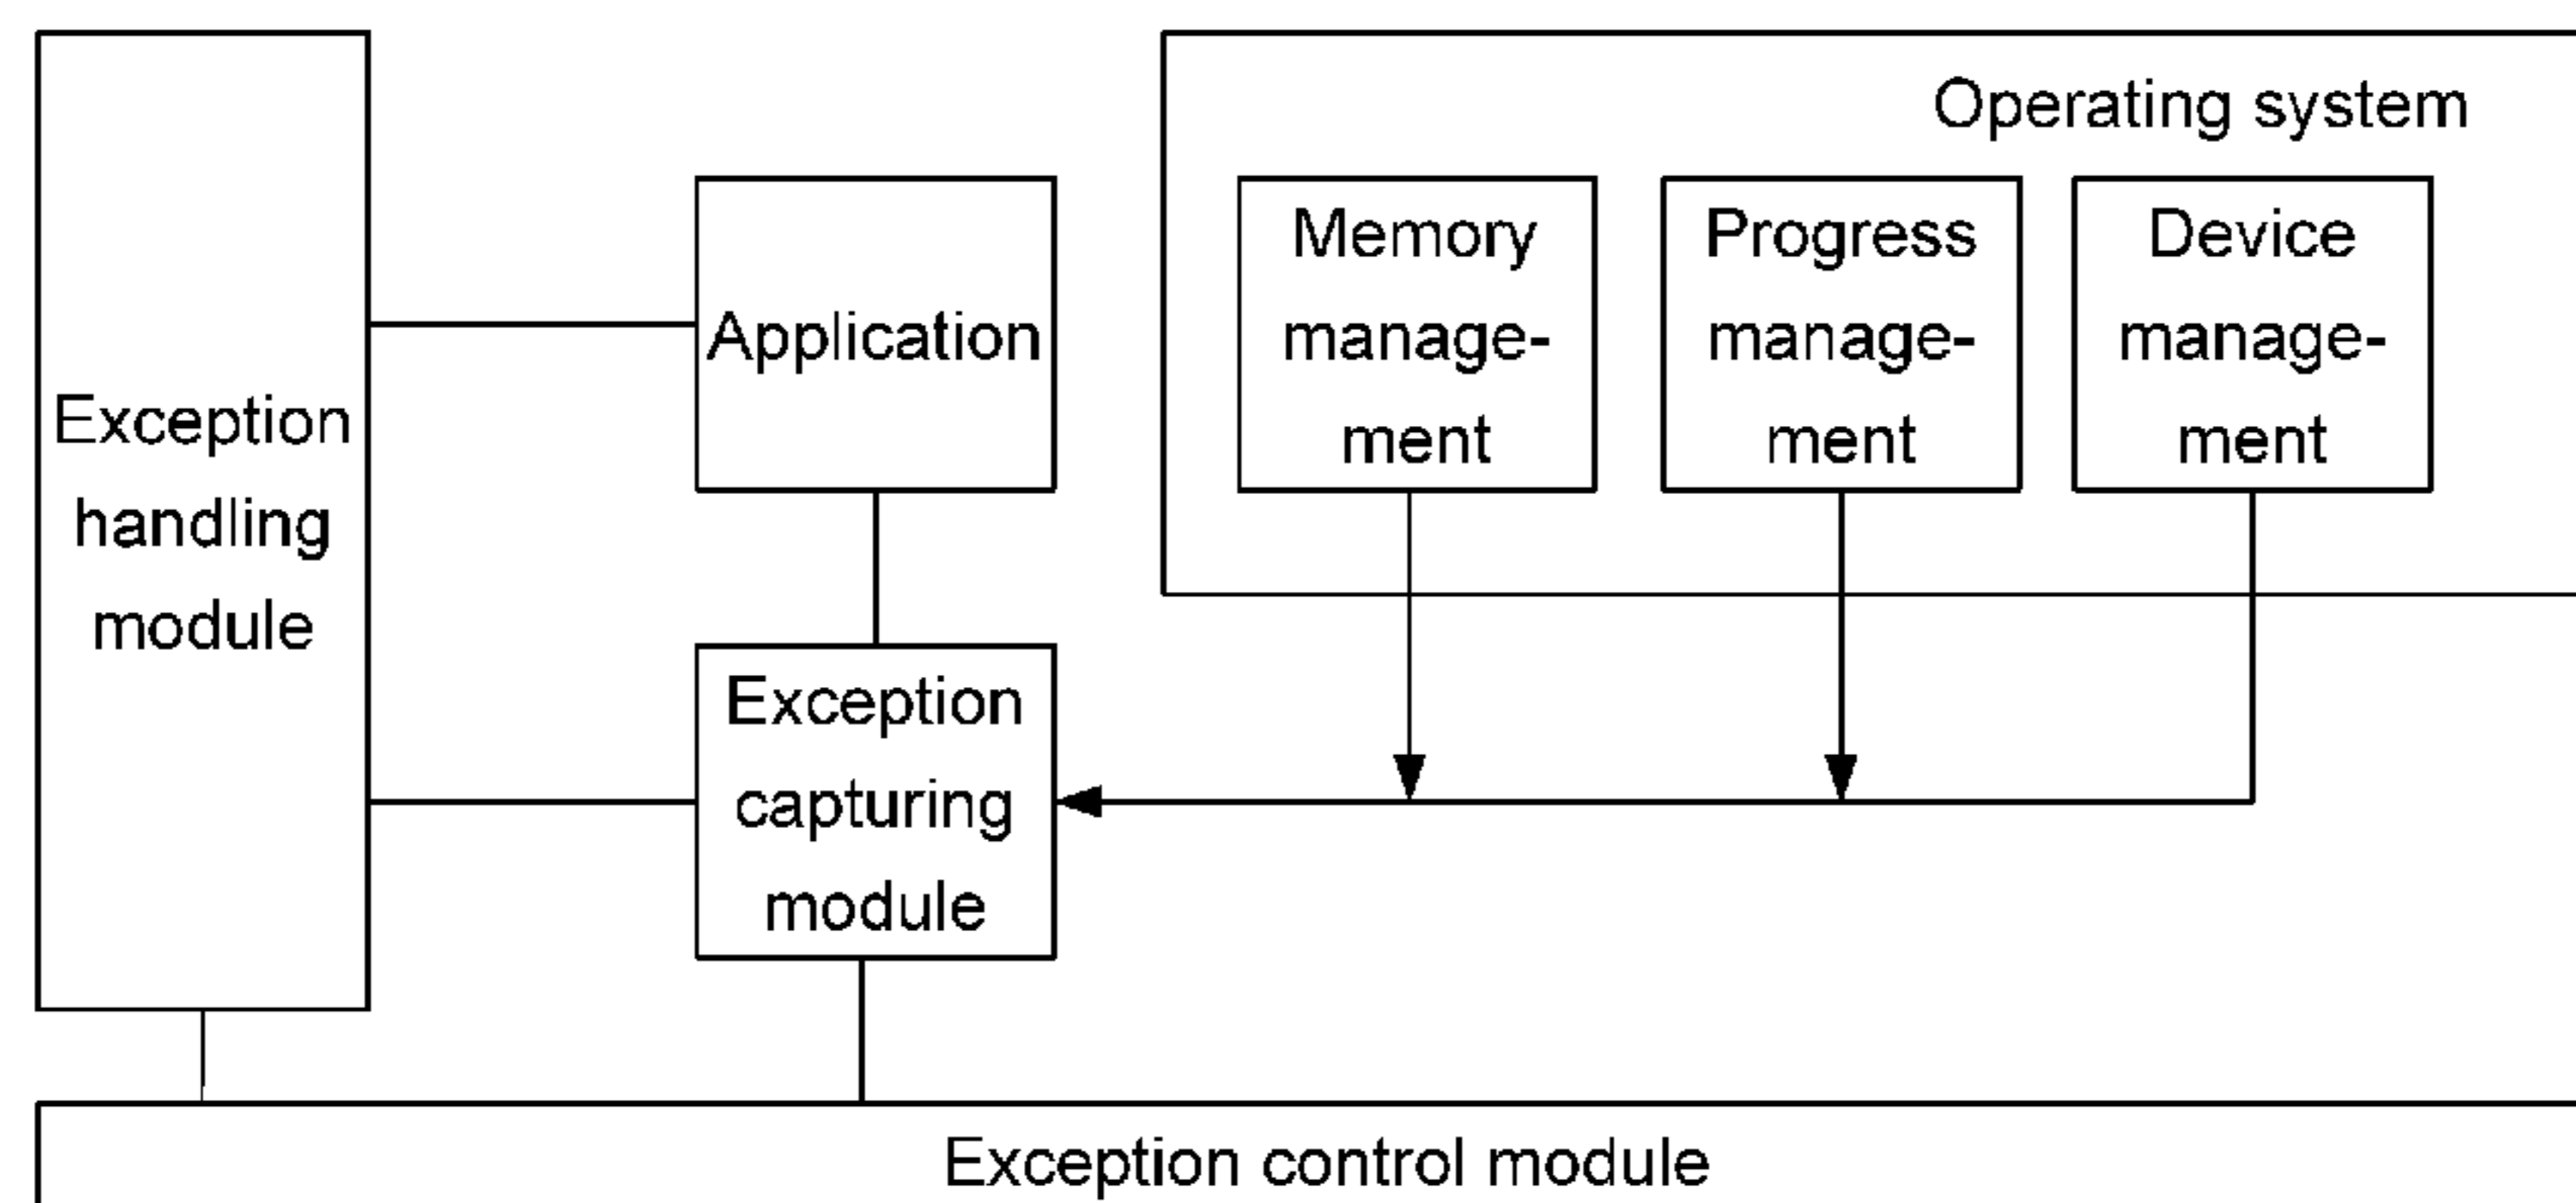 Operating system
Exception
handling
module
Application
Memory
manage-
ment
Progress
manage-
ment
Device
manage-
ment
Exception
capturing
module
Exception control module